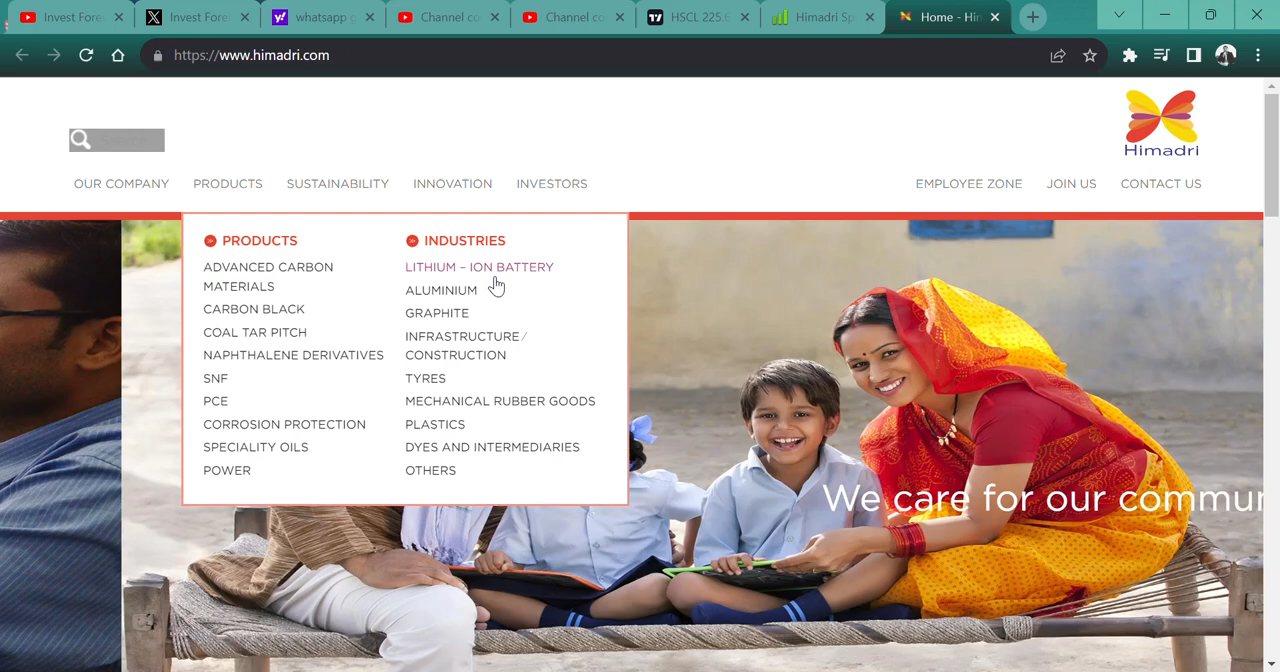 Invest Fore
Invest Fore
whatsapp g
Channel co
Channel co
HSCL 225.6
Himadri Sp
Home - Him
https://www.himadri.com
Himadri
OUR COMPANY PRODUCTS SUSTAINABILITY INNOVATION INVESTORS EMPLOYEE ZONE JOIN US CONTACT US
PRODUCTS
ADVANCED CARBON
MATERIALS
CARBON BLACK
COAL TAR PITCH
NAPHTHALENE DERIVATIVES
SNF
PCE
CORROSION PROTECTION
SPECIALITY OILS
POWER
INDUSTRIES
LITHIUM – ION BATTERY
ALUMINIUM
GRAPHITE
INFRASTRUCTURE/
CONSTRUCTION
TYRES
MECHANICAL RUBBER GOODS
PLASTICS
DYES AND INTERMEDIARIES
OTHERS
We care for our commun